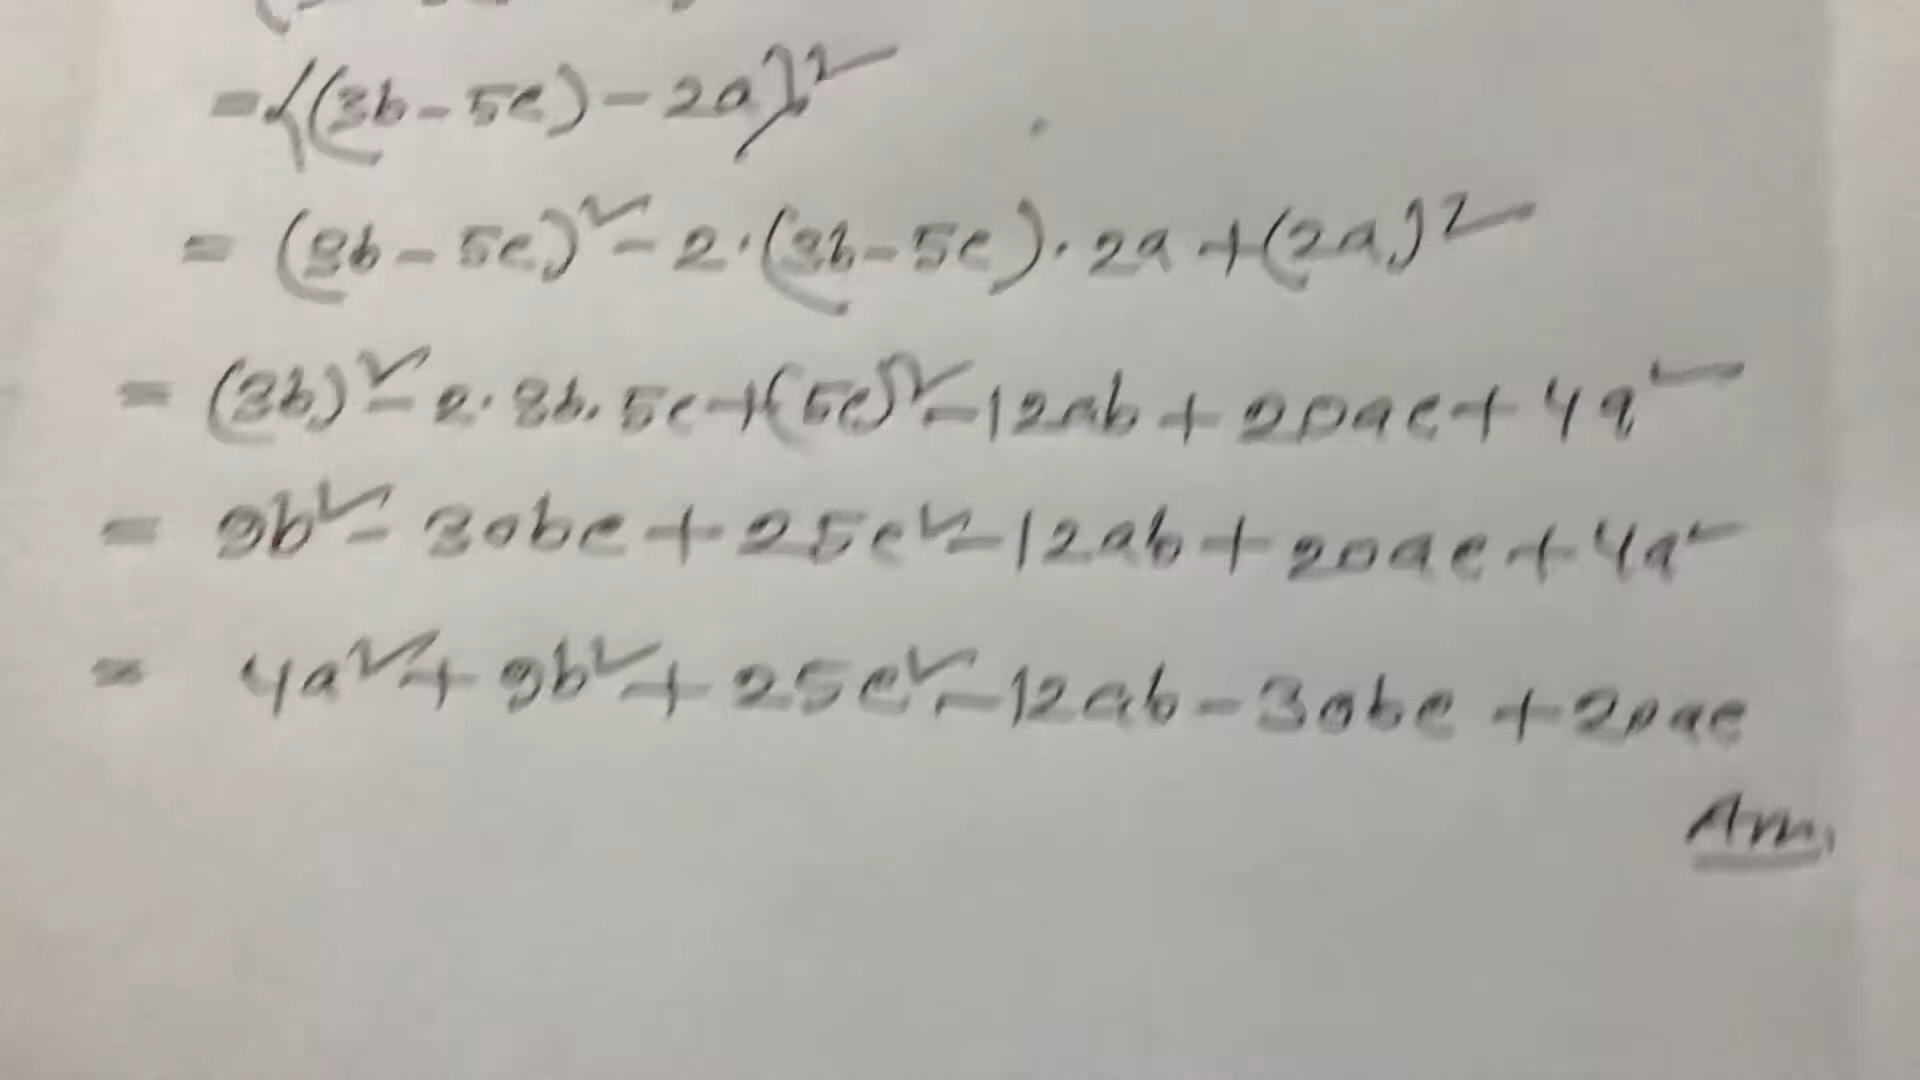 ={(3b-5c)-2a}²
= (3b-5c)²-2·(3b-5c)·2a+(2a)²
= (3b)²-2·3b·5c+(5c)²-12ab+20ac+4a²
= 9b²-30bc+25c²-12ab+20ac+4a²
= 4a²+9b²+25c²-12ab-30bc+20ac
Ans.